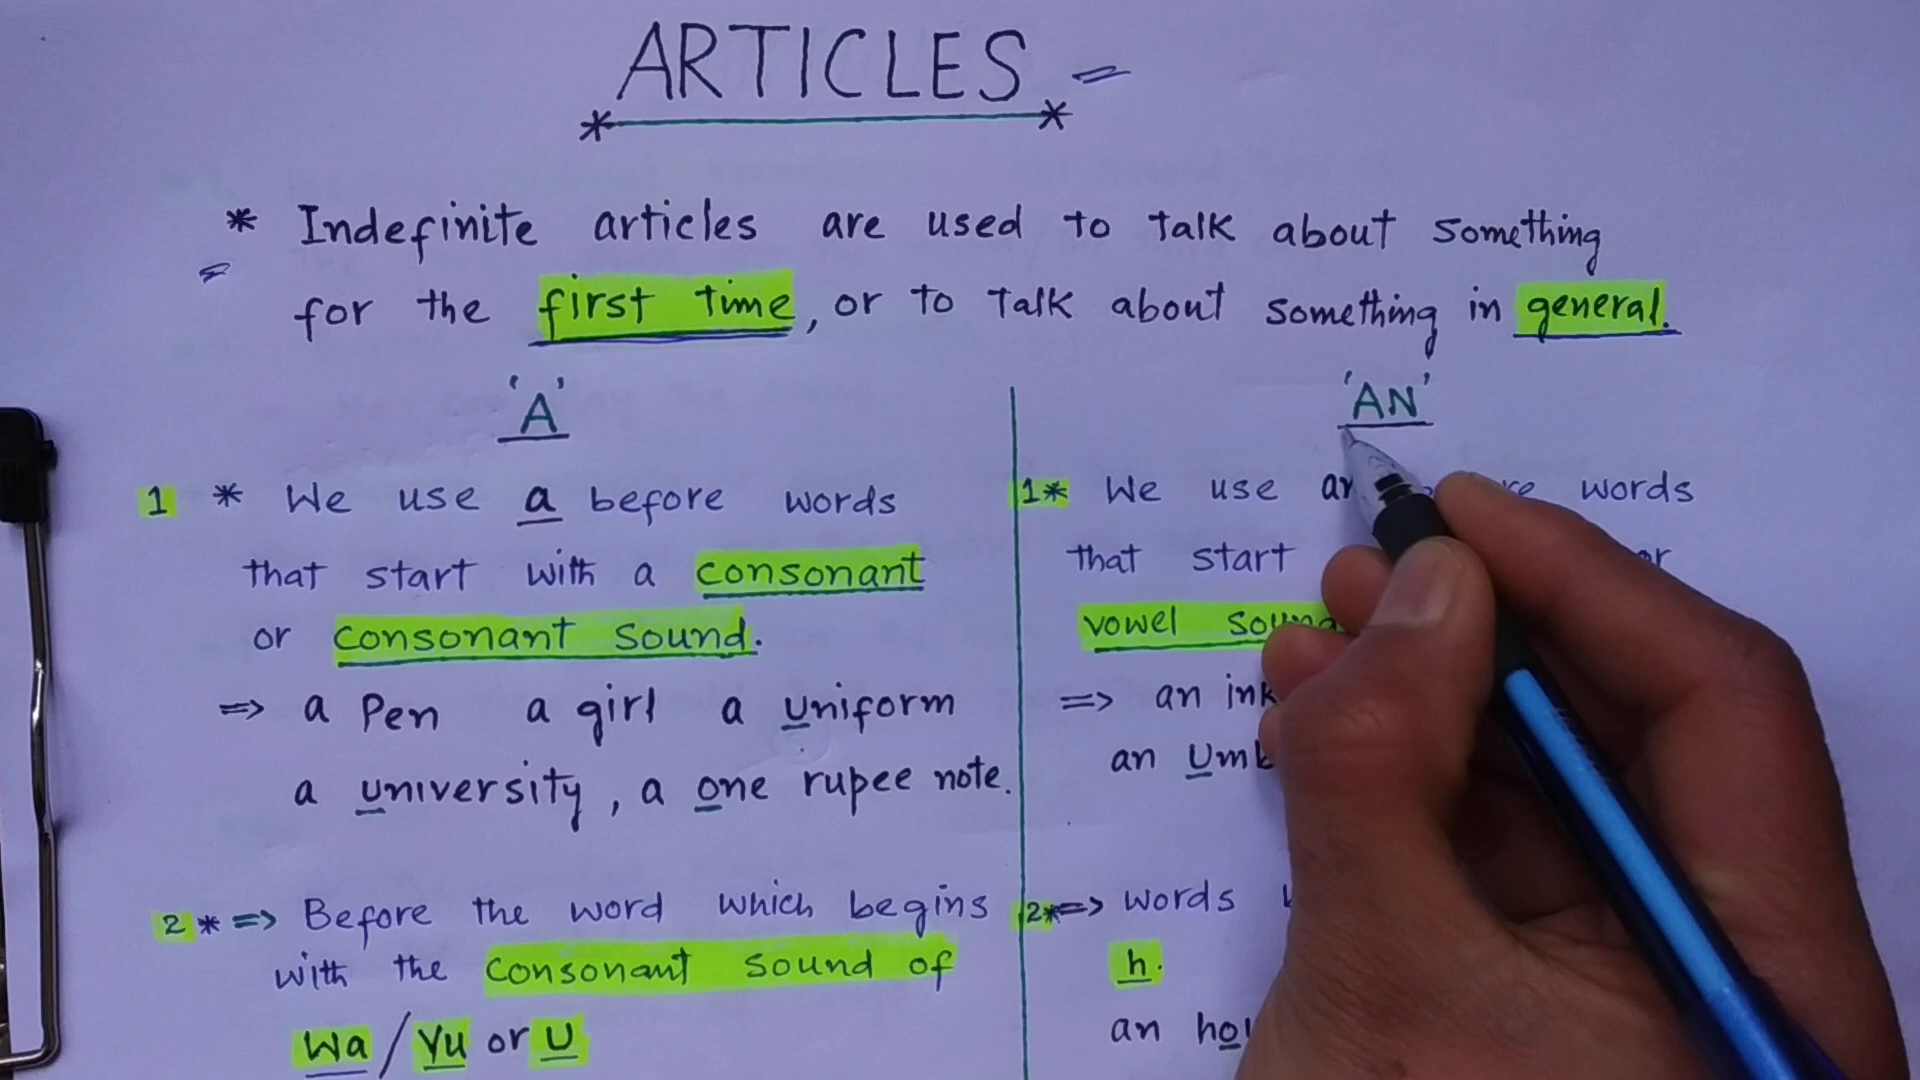 ARTICLES
* Indefinite articles are used to talk about something
for the first time, or to talk about something in general.
'A'
1 * We use a before words
that start with a consonant
or consonant sound.
=> a Pen a girl a uniform
a university, a one rupee note.
2 * => Before the word which begins
with the consonant sound of
Wa / Yu or U
'AN'
1* We use words
that start or
vowel sound
=> an ink
an
2* => words
h.
an